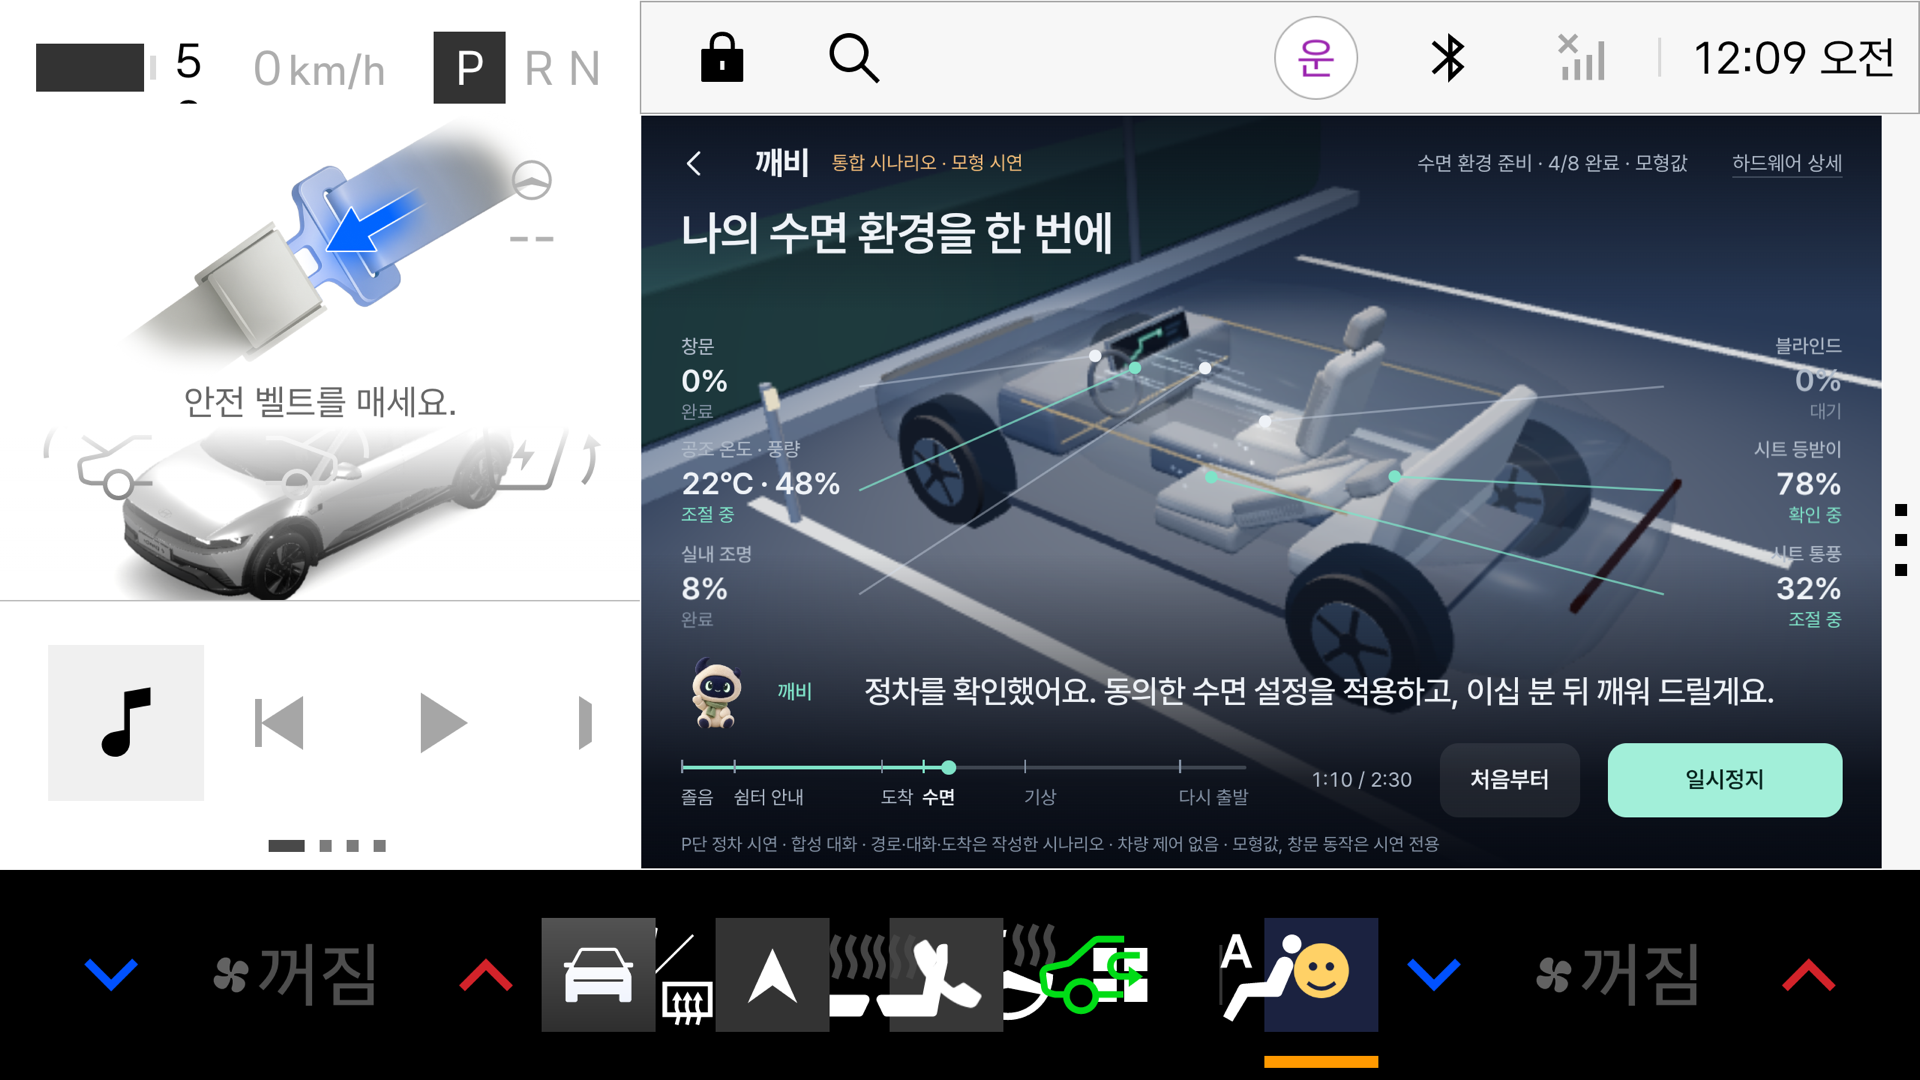 5
0 km/h
P R N
운
12:09 오전
안전 벨트를 매세요.
깨비
통합 시나리오 · 모형 시연
수면 환경 준비 · 4/8 완료 · 모형값
하드웨어 상세
나의 수면 환경을 한 번에
창문
0%
완료
공조 온도 · 풍량
22°C · 48%
조절 중
실내 조명
8%
완료
블라인드
0%
대기
시트 등받이
78%
확인 중
시트 통풍
32%
조절 중
깨비
정차를 확인했어요. 동의한 수면 설정을 적용하고, 이십 분 뒤 깨워 드릴게요.
졸음 쉼터 안내 도착 수면 기상 다시 출발
1:10 / 2:30
처음부터
일시정지
P단 정차 시연 · 합성 대화 · 경로·대화·도착은 작성한 시나리오 · 차량 제어 없음 · 모형값, 창문 동작은 시연 전용
꺼짐
A
꺼짐